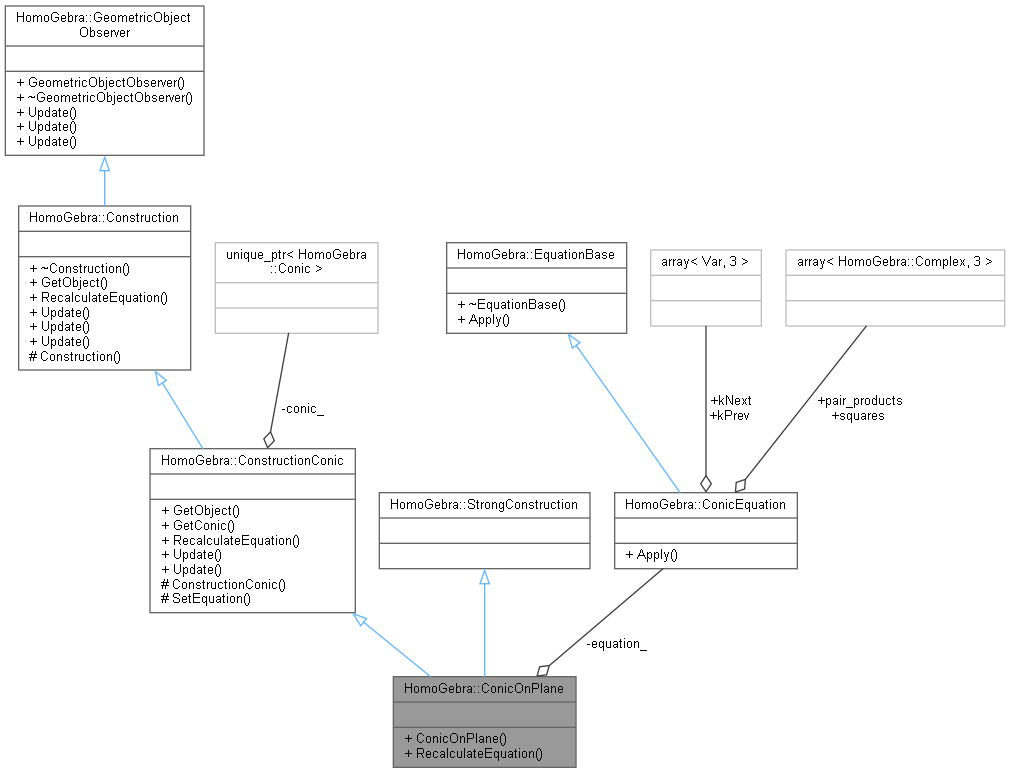 HomoGebra::GeometricObject
Observer
+ GeometricObjectObserver()
+ ~GeometricObjectObserver()
+ Update()
+ Update()
+ Update()
HomoGebra::Construction
+ ~Construction()
+ GetObject()
+ RecalculateEquation()
+ Update()
+ Update()
+ Update()
# Construction()
unique_ptr< HomoGebra
::Conic >
HomoGebra::EquationBase
+ ~EquationBase()
+ Apply()
array< Var, 3 >
array< HomoGebra::Complex, 3 >
-conic_
+kNext
+kPrev
+pair_products
+squares
HomoGebra::ConstructionConic
+ GetObject()
+ GetConic()
+ RecalculateEquation()
+ Update()
+ Update()
# ConstructionConic()
# SetEquation()
HomoGebra::StrongConstruction
HomoGebra::ConicEquation
+ Apply()
-equation_
HomoGebra::ConicOnPlane
+ ConicOnPlane()
+ RecalculateEquation()